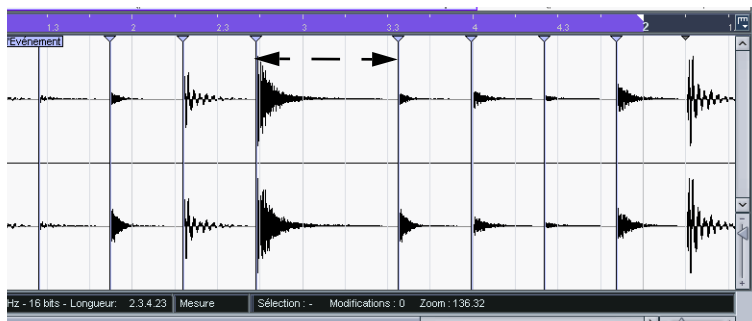 1.3 2 2.3 3 3.3 4 4.3 2
'Evénement
Hz - 16 bits - Longueur: 2.3.4.23 Mesure Sélection : - Modifications : 0 Zoom : 136.32